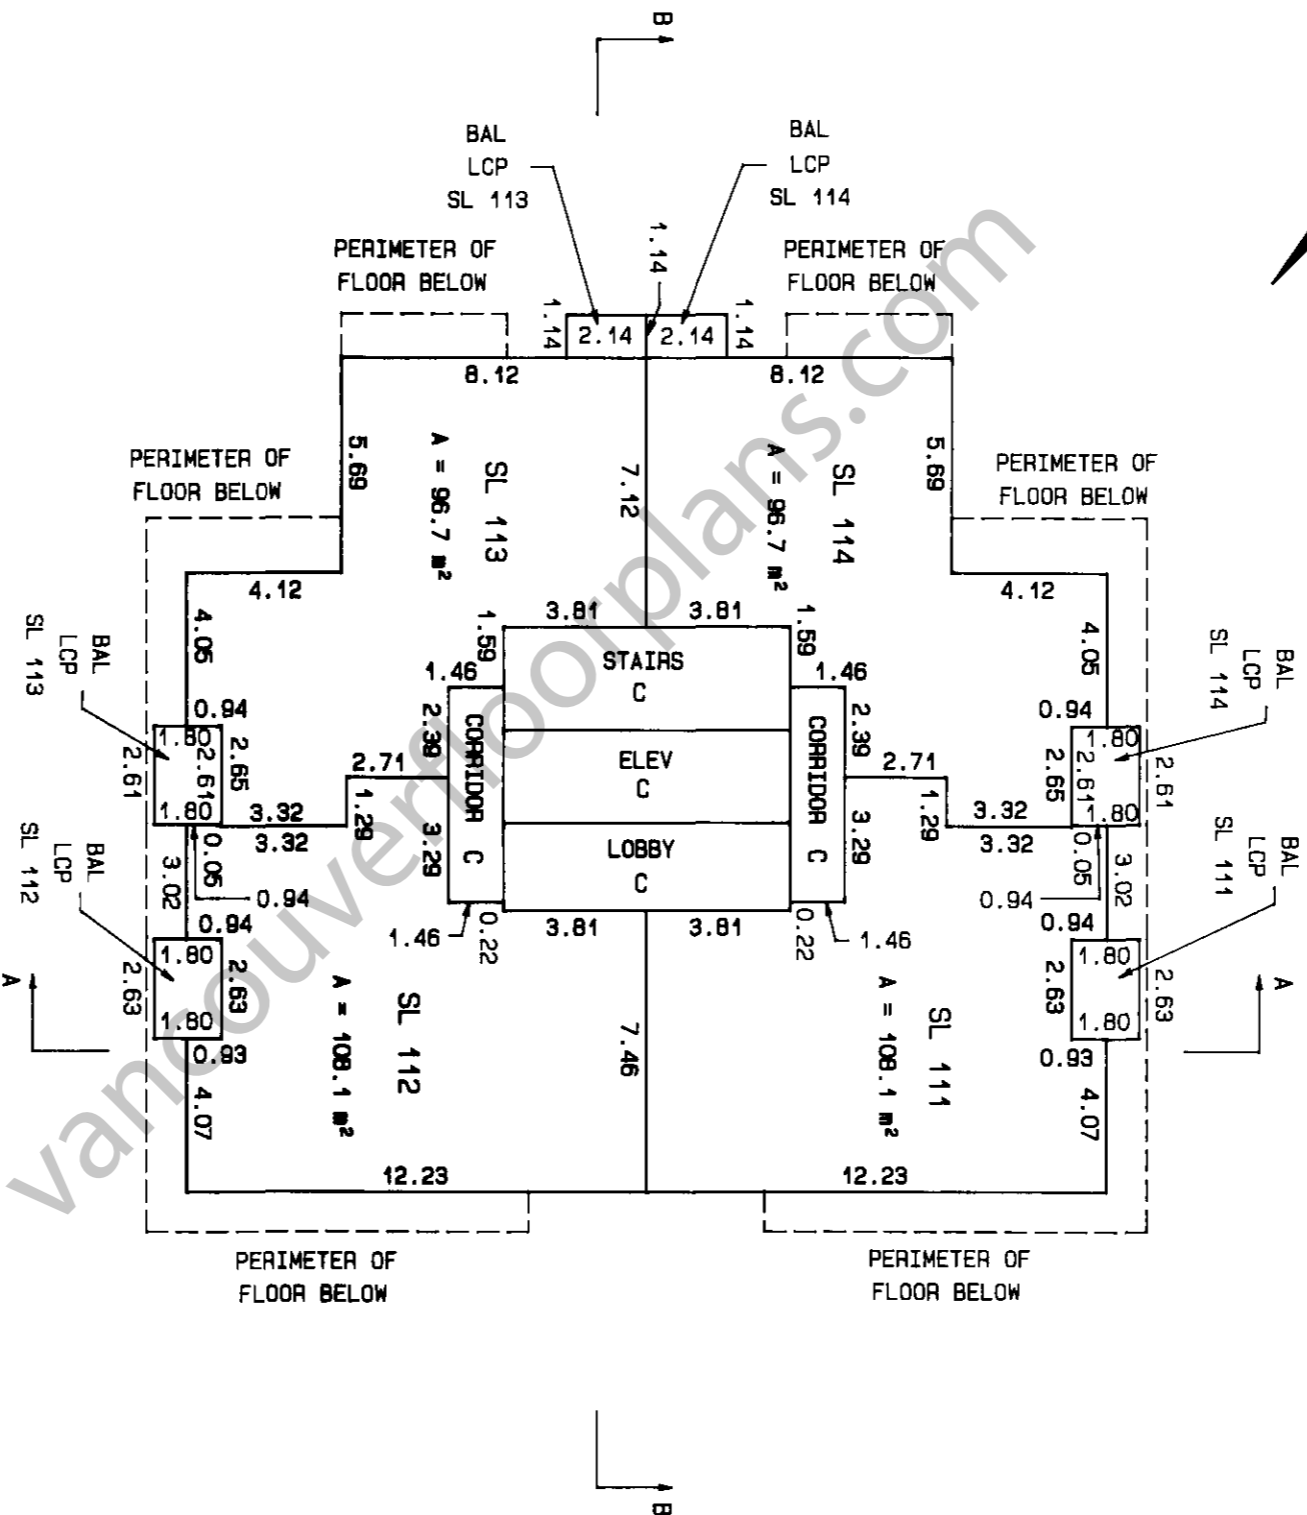 B
BAL
LCP
SL 113
BAL
LCP
SL 114
PERIMETER OF
FLOOR BELOW
1.14
PERIMETER OF
FLOOR BELOW
1.14
2.14
2.14
1.14
8.12
8.12
5.69
A = 96.7 m²
SL 113
7.12
A = 96.7 m²
SL 114
5.69
PERIMETER OF
FLOOR BELOW
PERIMETER OF
FLOOR BELOW
4.12
4.12
4.05
1.59
3.81
3.81
1.59
4.05
SL 113
BAL
LCP
STAIRS
C
SL 114
BAL
LCP
1.46
1.46
0.94
0.94
1.80
2.61
2.61
2.65
1.80
2.39
2.71
CORRIDOR C
ELEV
C
CORRIDOR C
2.39
2.71
2.65
2.61
1.80
1.80
2.61
1.29
1.29
3.32
3.32
3.32
3.32
3.29
LOBBY
C
3.29
SL 112
BAL
LCP
3.02
0.05
0.94
0.94
0.05
3.02
SL 111
BAL
LCP
0.94
1.46
0.22
3.81
3.81
0.22
1.46
0.94
A
2.63
1.80
1.80
2.63
2.63
1.80
1.80
2.63
A
0.93
0.93
A = 108.1 m²
SL 112
7.46
A = 108.1 m²
SL 111
4.07
4.07
12.23
12.23
PERIMETER OF
FLOOR BELOW
PERIMETER OF
FLOOR BELOW
B
vancouverfloorplans.com